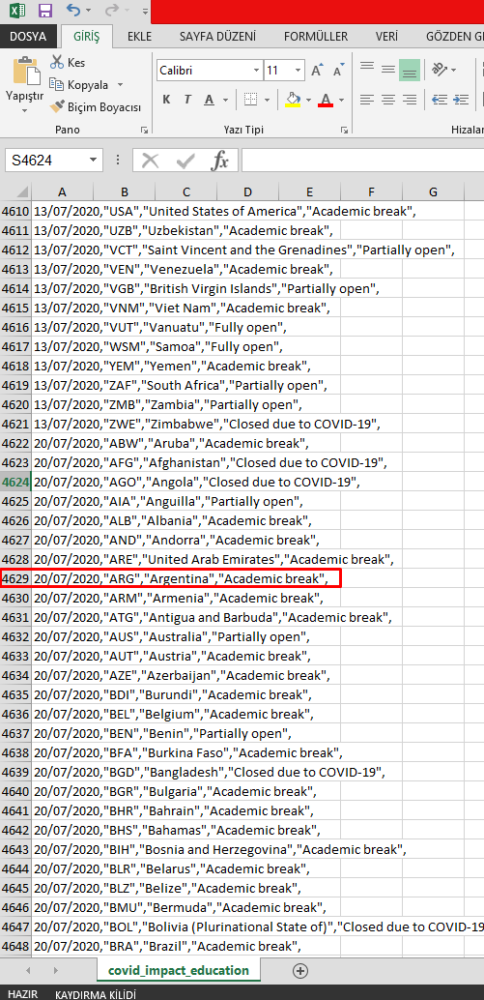 DOSYA GİRİŞ EKLE SAYFA DÜZENİ FORMÜLLER VERİ GÖZDEN GE
Yapıştır
Kes
Kopyala
Biçim Boyacısı
Pano
Calibri 11
K T A
Yazı Tipi
Hizalar
S4624 fx
A B C D E F G
4610 13/07/2020,"USA","United States of America","Academic break",
4611 13/07/2020,"UZB","Uzbekistan","Academic break",
4612 13/07/2020,"VCT","Saint Vincent and the Grenadines","Partially open",
4613 13/07/2020,"VEN","Venezuela","Academic break",
4614 13/07/2020,"VGB","British Virgin Islands","Partially open",
4615 13/07/2020,"VNM","Viet Nam","Academic break",
4616 13/07/2020,"VUT","Vanuatu","Fully open",
4617 13/07/2020,"WSM","Samoa","Fully open",
4618 13/07/2020,"YEM","Yemen","Academic break",
4619 13/07/2020,"ZAF","South Africa","Partially open",
4620 13/07/2020,"ZMB","Zambia","Partially open",
4621 13/07/2020,"ZWE","Zimbabwe","Closed due to COVID-19",
4622 20/07/2020,"ABW","Aruba","Academic break",
4623 20/07/2020,"AFG","Afghanistan","Closed due to COVID-19",
4624 20/07/2020,"AGO","Angola","Closed due to COVID-19",
4625 20/07/2020,"AIA","Anguilla","Partially open",
4626 20/07/2020,"ALB","Albania","Academic break",
4627 20/07/2020,"AND","Andorra","Academic break",
4628 20/07/2020,"ARE","United Arab Emirates","Academic break",
4629 20/07/2020,"ARG","Argentina","Academic break",
4630 20/07/2020,"ARM","Armenia","Academic break",
4631 20/07/2020,"ATG","Antigua and Barbuda","Academic break",
4632 20/07/2020,"AUS","Australia","Partially open",
4633 20/07/2020,"AUT","Austria","Academic break",
4634 20/07/2020,"AZE","Azerbaijan","Academic break",
4635 20/07/2020,"BDI","Burundi","Academic break",
4636 20/07/2020,"BEL","Belgium","Academic break",
4637 20/07/2020,"BEN","Benin","Partially open",
4638 20/07/2020,"BFA","Burkina Faso","Academic break",
4639 20/07/2020,"BGD","Bangladesh","Closed due to COVID-19",
4640 20/07/2020,"BGR","Bulgaria","Academic break",
4641 20/07/2020,"BHR","Bahrain","Academic break",
4642 20/07/2020,"BHS","Bahamas","Academic break",
4643 20/07/2020,"BIH","Bosnia and Herzegovina","Academic break",
4644 20/07/2020,"BLR","Belarus","Academic break",
4645 20/07/2020,"BLZ","Belize","Academic break",
4646 20/07/2020,"BMU","Bermuda","Academic break",
4647 20/07/2020,"BOL","Bolivia (Plurinational State of)","Closed due to COVID-19
4648 20/07/2020,"BRA","Brazil","Academic break",
covid_impact_education
HAZIR KAYDIRMA KİLİDİ